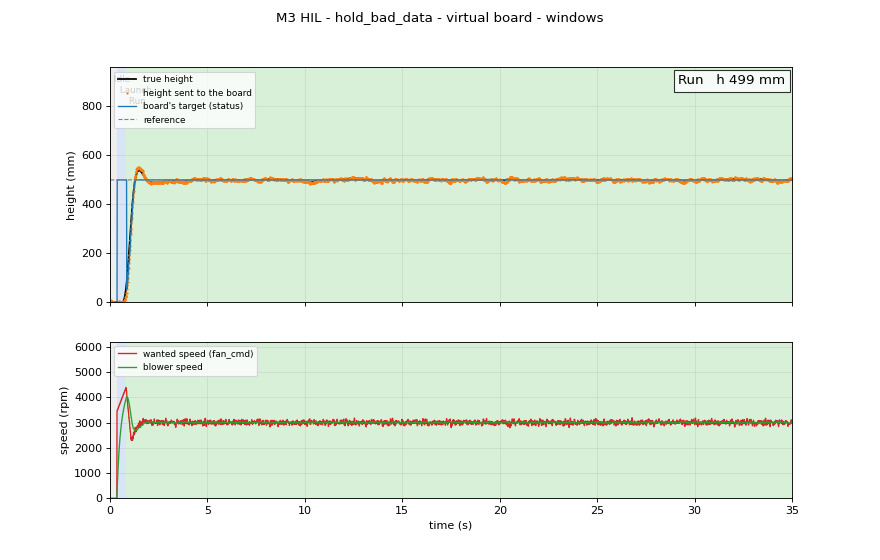 M3 HIL - hold_bad_data - virtual board - windows
Run h 499 mm
true height
height sent to the board
board's target (status)
reference
Launch
Run
height (mm)
800
600
400
200
0
wanted speed (fan_cmd)
blower speed
speed (rpm)
6000
5000
4000
3000
2000
1000
0
0 5 10 15 20 25 30 35
time (s)